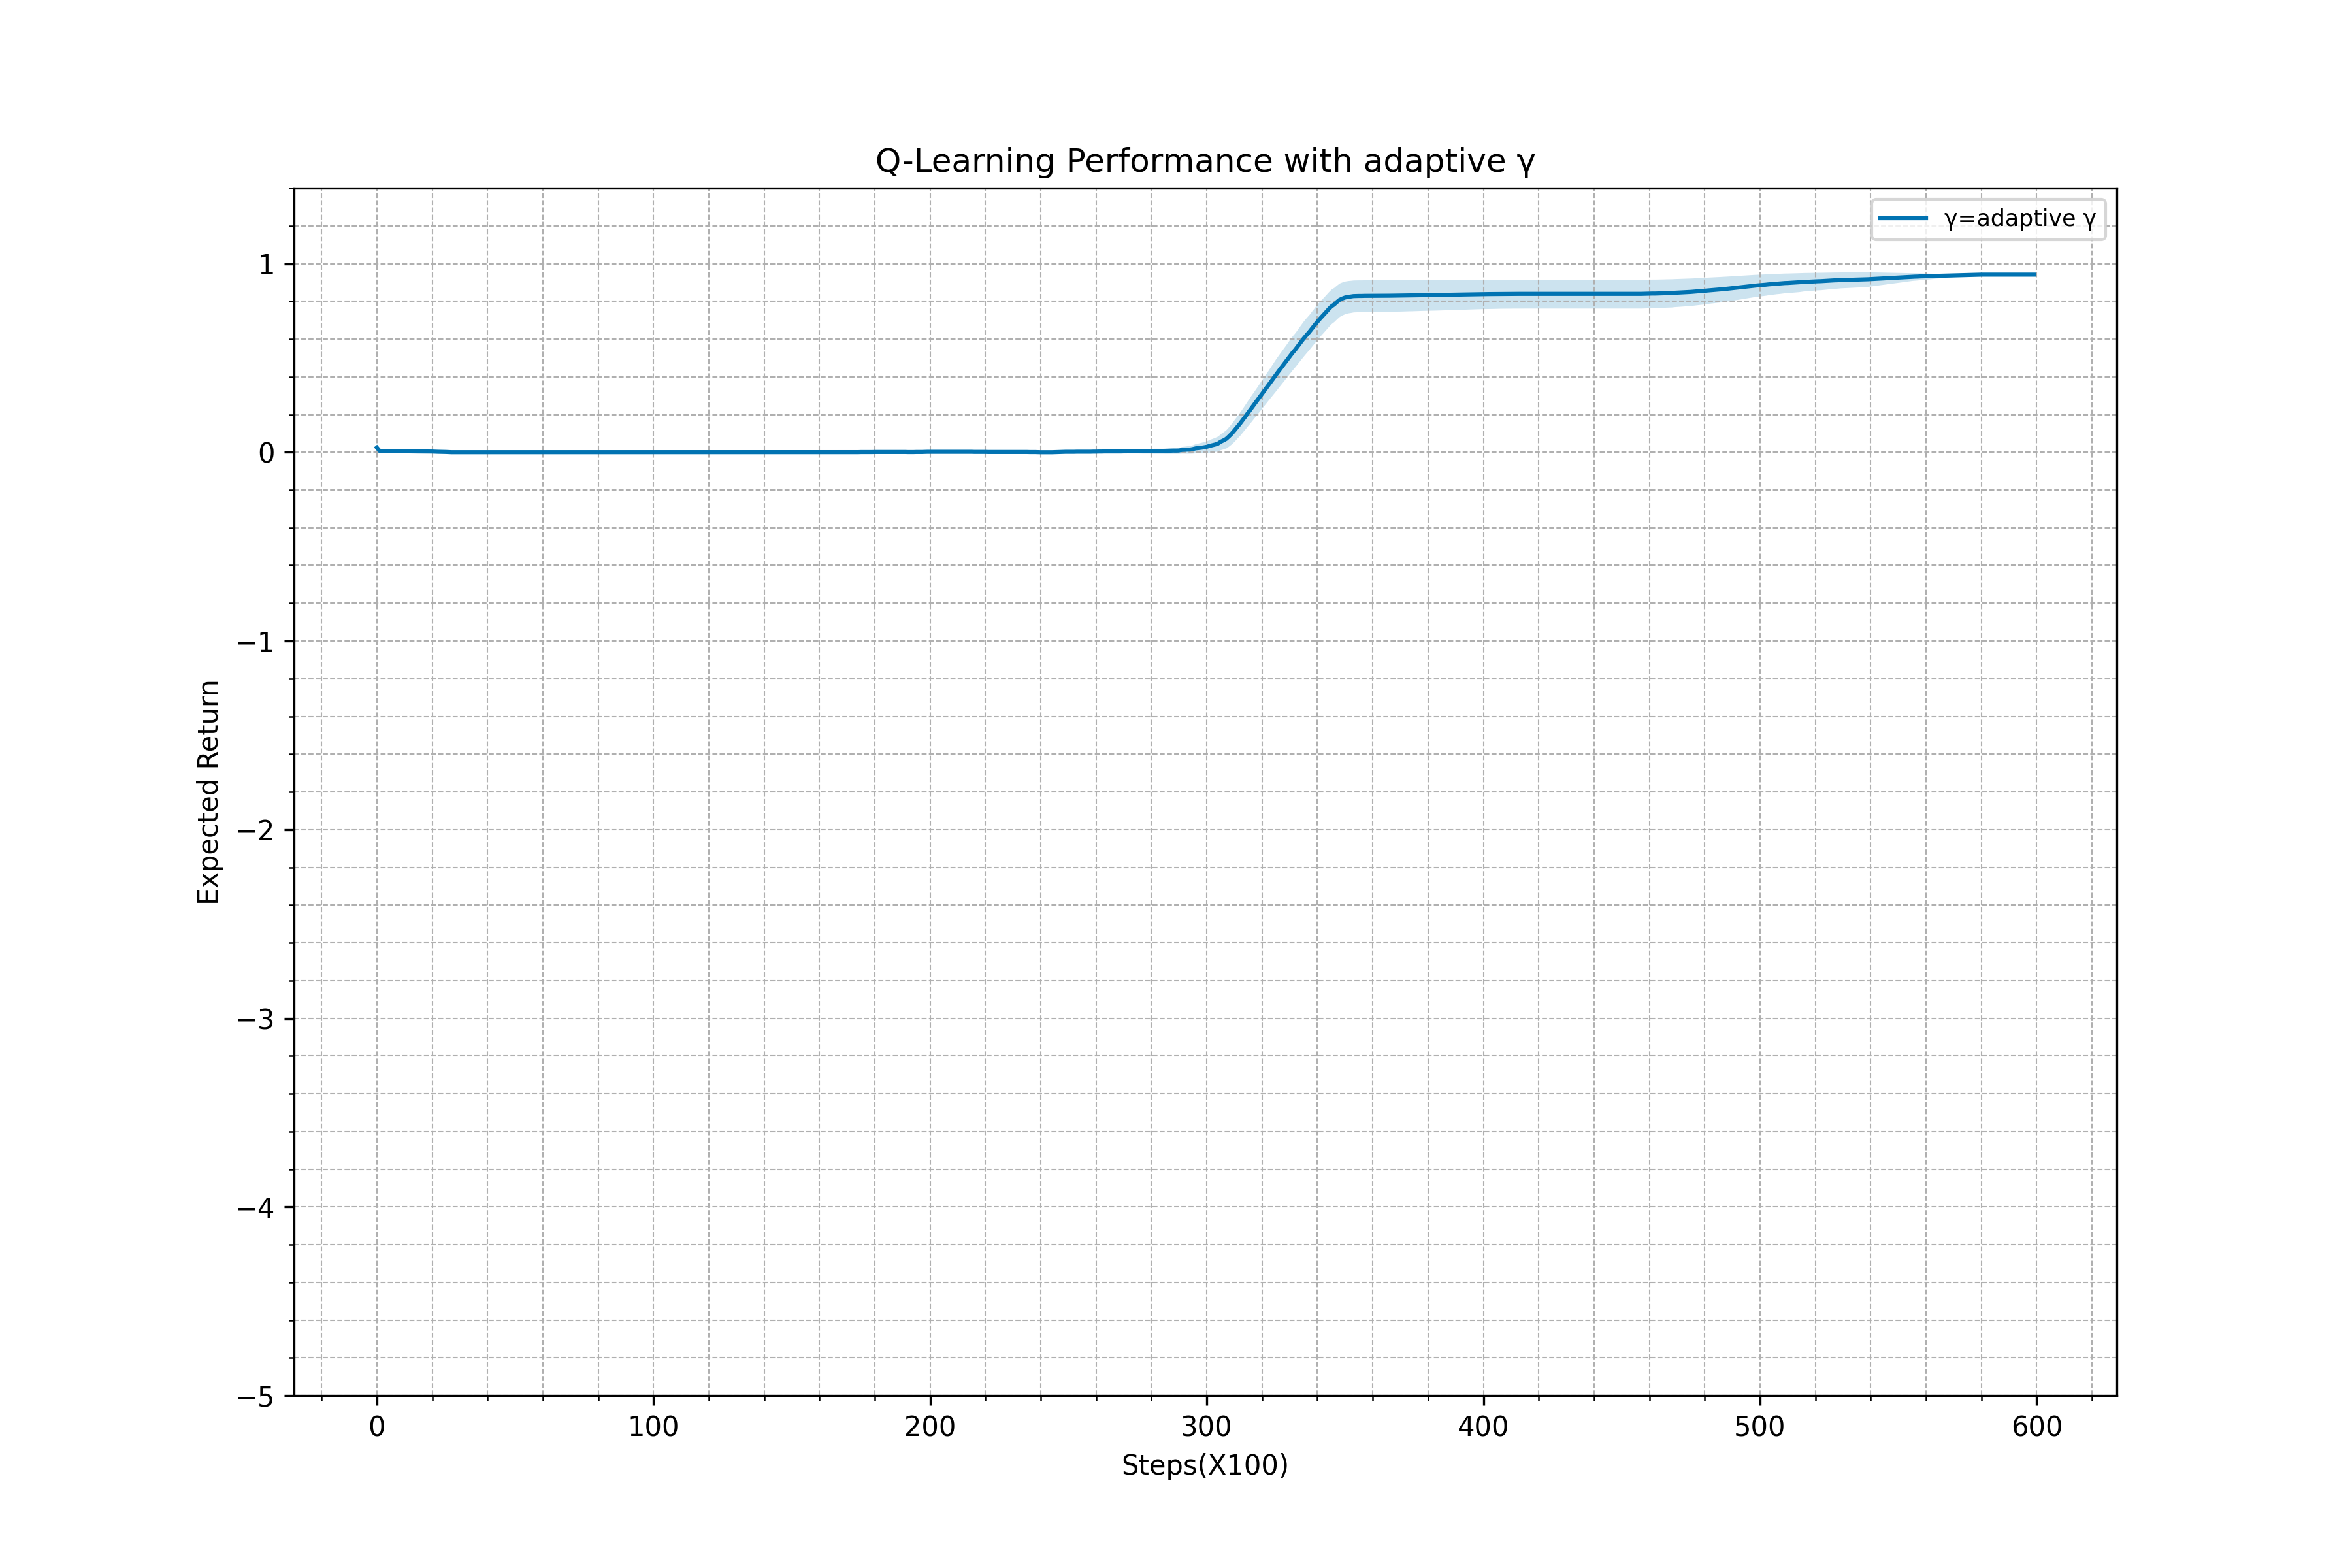 Q-Learning Performance with adaptive γ
γ=adaptive γ
1
0
−1
−2
−3
−4
−5
Expected Return
0 100 200 300 400 500 600
Steps(X100)